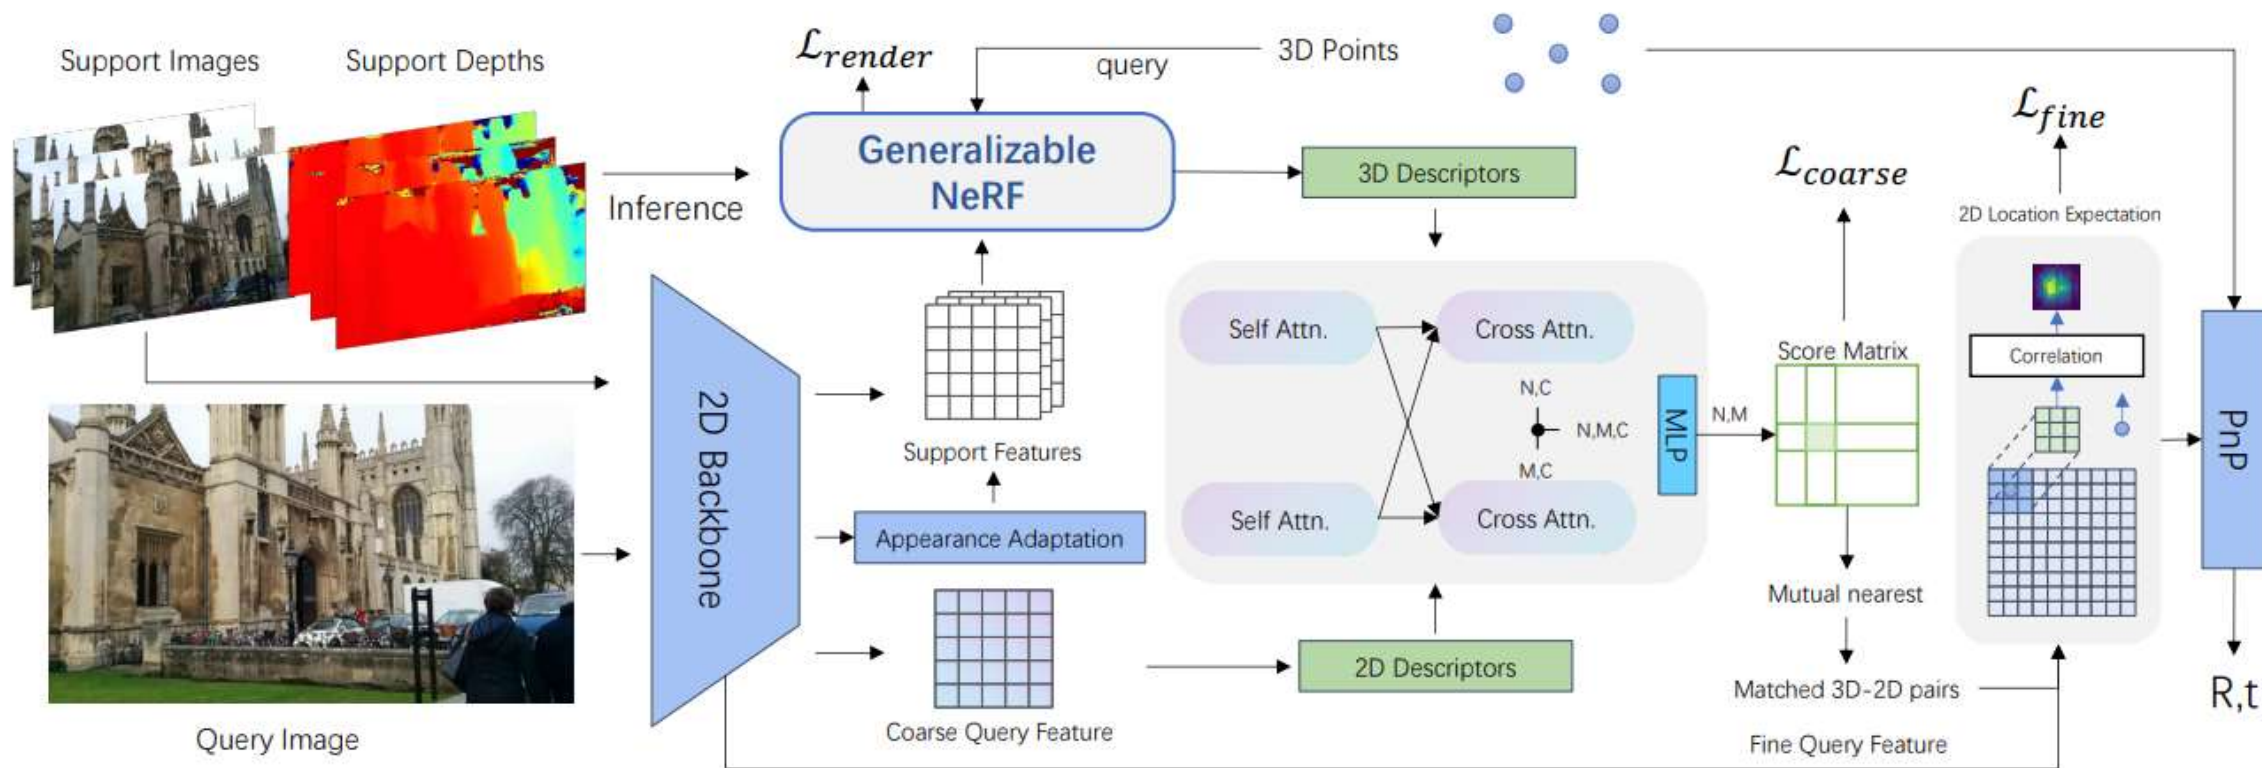 Support Images
Support Depths
ℒrender
query
3D Points
Generalizable
NeRF
Inference
3D Descriptors
ℒcoarse
ℒfine
2D Location Expectation
2D Backbone
Support Features
Appearance Adaptation
Coarse Query Feature
Query Image
Self Attn.
Cross Attn.
N,C
N,M,C
M,C
Self Attn.
Cross Attn.
MLP
N,M
2D Descriptors
Score Matrix
Mutual nearest
Matched 3D-2D pairs
Fine Query Feature
Correlation
PnP
R,t